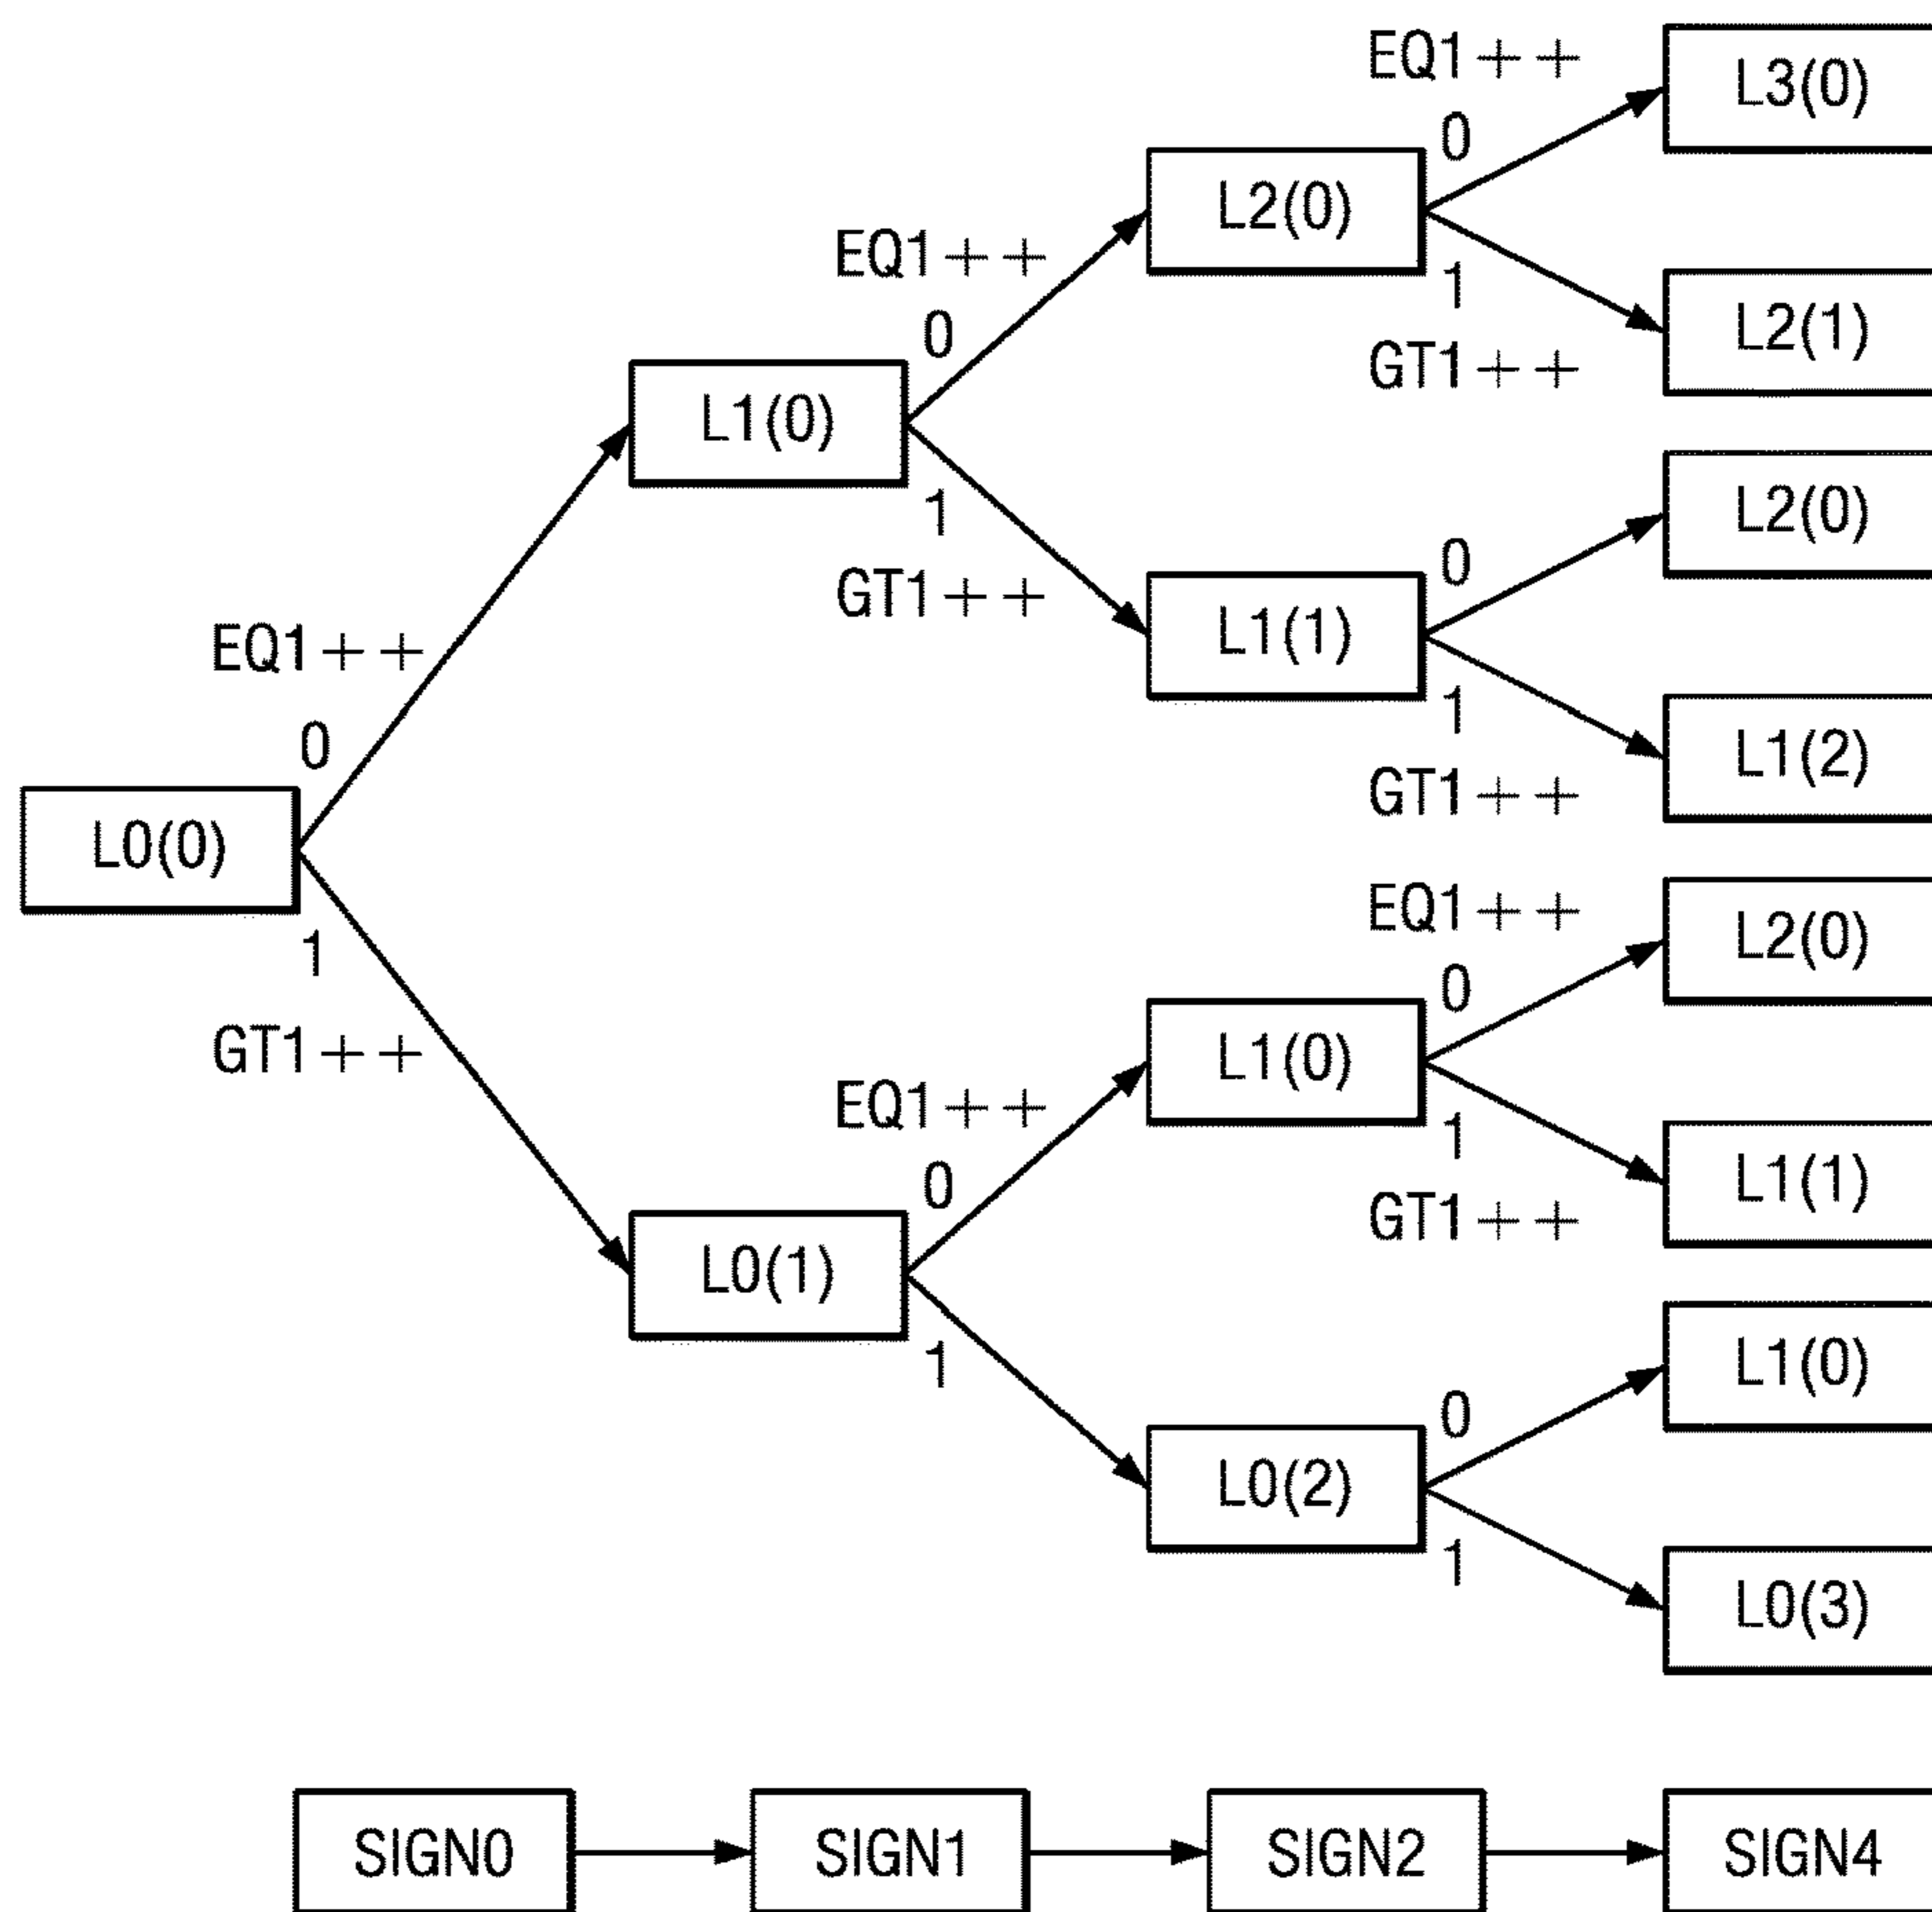 EQ1++
L3(0)
0
L2(0)
1
L2(1)
GT1++
EQ1++
0
L1(0)
1
GT1++
L2(0)
0
L1(1)
1
L1(2)
GT1++
EQ1++
0
L0(0)
1
GT1++
EQ1++
L2(0)
0
L1(0)
1
L1(1)
GT1++
EQ1++
0
L0(1)
1
L1(0)
0
L0(2)
1
L0(3)
SIGN0
SIGN1
SIGN2
SIGN4